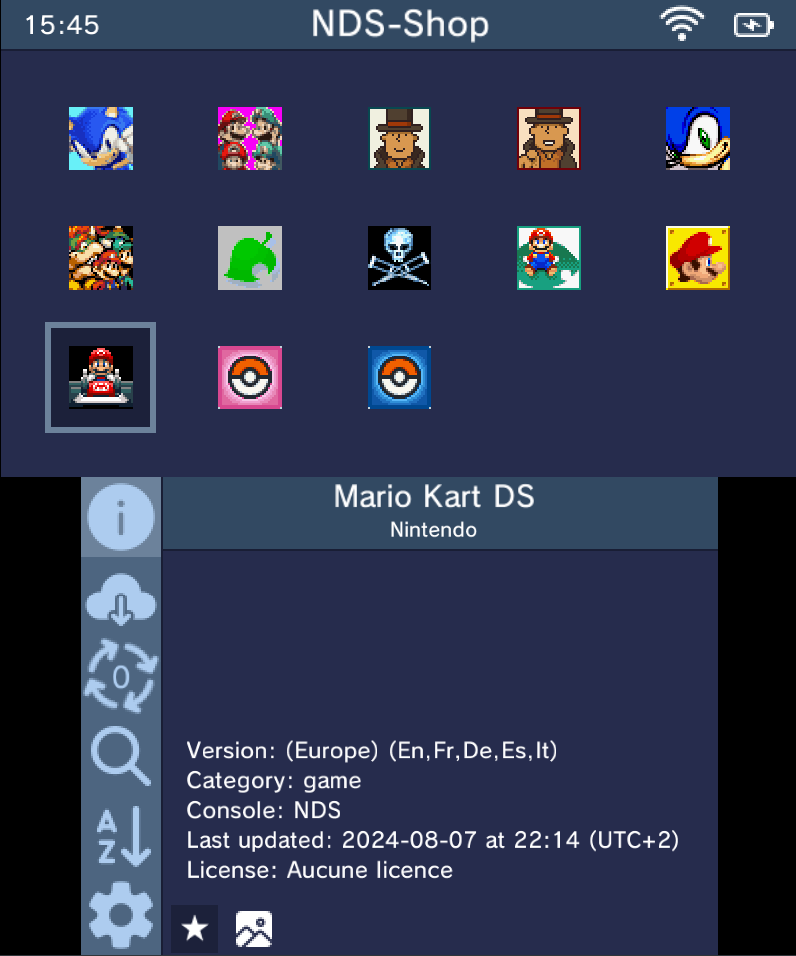 15:45
NDS-Shop
i
Mario Kart DS
Nintendo
0
A
Z
Version: (Europe) (En,Fr,De,Es,It)
Category: game
Console: NDS
Last updated: 2024-08-07 at 22:14 (UTC+2)
License: Aucune licence